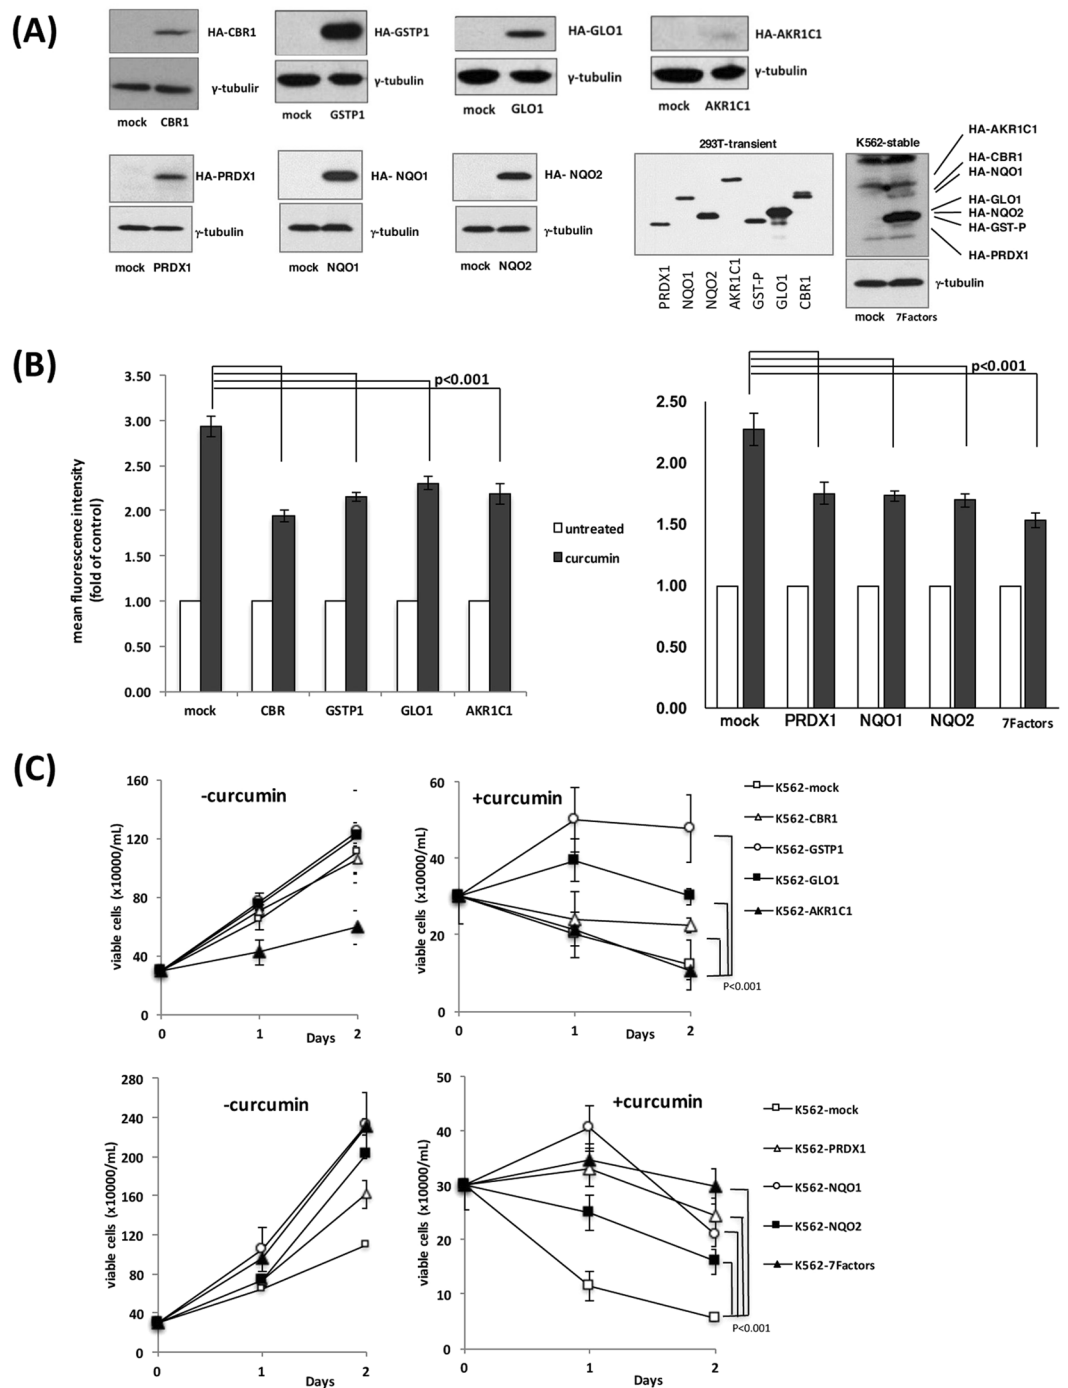 (A)
HA-CBR1
γ-tubulir
mock CBR1
HA-GSTP1
γ-tubulin
mock GSTP1
HA-GLO1
γ-tubulin
mock GLO1
HA-AKR1C1
γ-tubulin
mock AKR1C1
HA-PRDX1
γ-tubulin
mock PRDX1
HA- NQO1
γ-tubulin
mock NQO1
HA- NQO2
γ-tubulin
mock NQO2
293T-transient
PRDX1
NQO1
NQO2
AKR1C1
GST-P
GLO1
CBR1
K562-stable
HA-AKR1C1
HA-CBR1
HA-NQO1
HA-GLO1
HA-NQO2
HA-GST-P
HA-PRDX1
γ-tubulin
mock 7Factors
(B)
mean fluorescence intensity
(fold of control)
3.50
3.00
2.50
2.00
1.50
1.00
0.50
0.00
p<0.001
mock CBR GSTP1 GLO1 AKR1C1
untreated
curcumin
2.50
2.00
1.50
1.00
0.50
0.00
p<0.001
mock PRDX1 NQO1 NQO2 7Factors
(C)
viable cells (x10000/mL)
160
120
80
40
0
-curcumin
0 1 2
Days
viable cells (x10000/mL)
60
40
20
0
+curcumin
P<0.001
0 1 2
Days
K562-mock
K562-CBR1
K562-GSTP1
K562-GLO1
K562-AKR1C1
viable cells (x10000/mL)
280
240
200
160
120
80
40
0
-curcumin
0 1 2
Days
viable cells (x10000/mL)
50
40
30
20
10
0
+curcumin
P<0.001
0 1 2
Days
K562-mock
K562-PRDX1
K562-NQO1
K562-NQO2
K562-7Factors